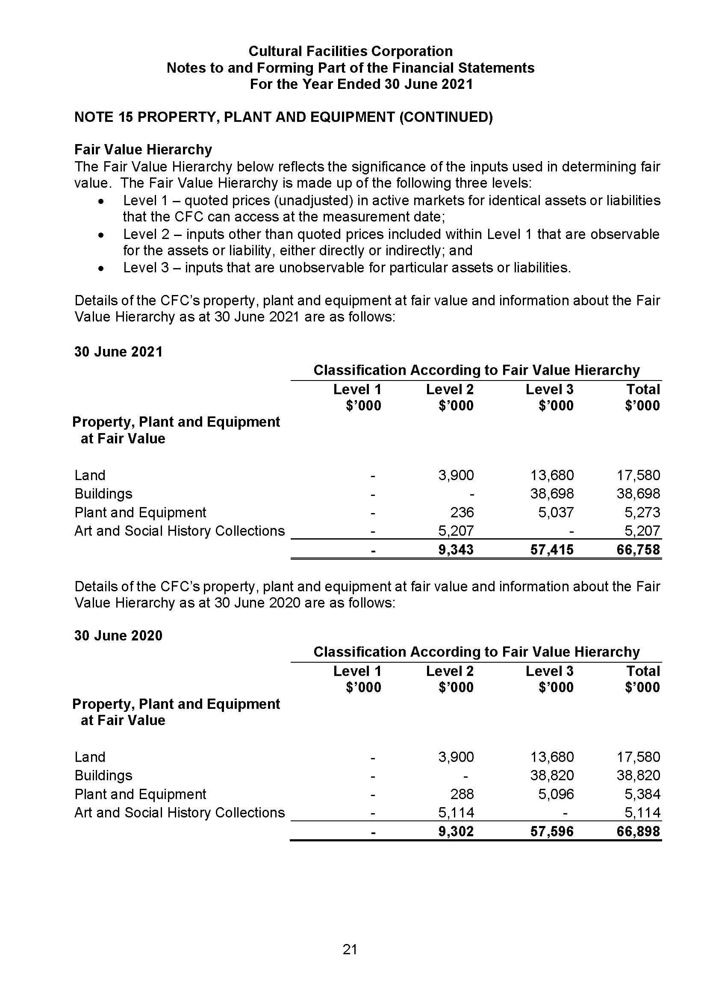 Cultural Facilities Corporation
Notes to and Forming Part of the Financial Statements
For the Year Ended 30 June 2021
NOTE 15 PROPERTY, PLANT AND EQUIPMENT (CONTINUED)
Fair Value Hierarchy
The Fair Value Hierarchy below reflects the significance of the inputs used in determining fair
value.  The Fair Value Hierarchy is made up of the following three levels:
• Level 1 – quoted prices (unadjusted) in active markets for identical assets or liabilities
that the CFC can access at the measurement date;
• Level 2 – inputs other than quoted prices included within Level 1 that are observable
for the assets or liability, either directly or indirectly; and
• Level 3 – inputs that are unobservable for particular assets or liabilities.
Details of the CFC’s property, plant and equipment at fair value and information about the Fair
Value Hierarchy as at 30 June 2021 are as follows:
30 June 2021
Classification According to Fair Value Hierarchy
Level 1 Level 2 Level 3 Total
$’000 $’000 $’000 $’000
Property, Plant and Equipment
at Fair Value
Land - 3,900 13,680 17,580
Buildings - - 38,698 38,698
Plant and Equipment - 236 5,037 5,273
Art and Social History Collections - 5,207 - 5,207
- 9,343 57,415 66,758
Details of the CFC’s property, plant and equipment at fair value and information about the Fair
Value Hierarchy as at 30 June 2020 are as follows:
30 June 2020
Classification According to Fair Value Hierarchy
Level 1 Level 2 Level 3 Total
$’000 $’000 $’000 $’000
Property, Plant and Equipment
at Fair Value
Land - 3,900 13,680 17,580
Buildings - - 38,820 38,820
Plant and Equipment - 288 5,096 5,384
Art and Social History Collections - 5,114 - 5,114
- 9,302 57,596 66,898
21